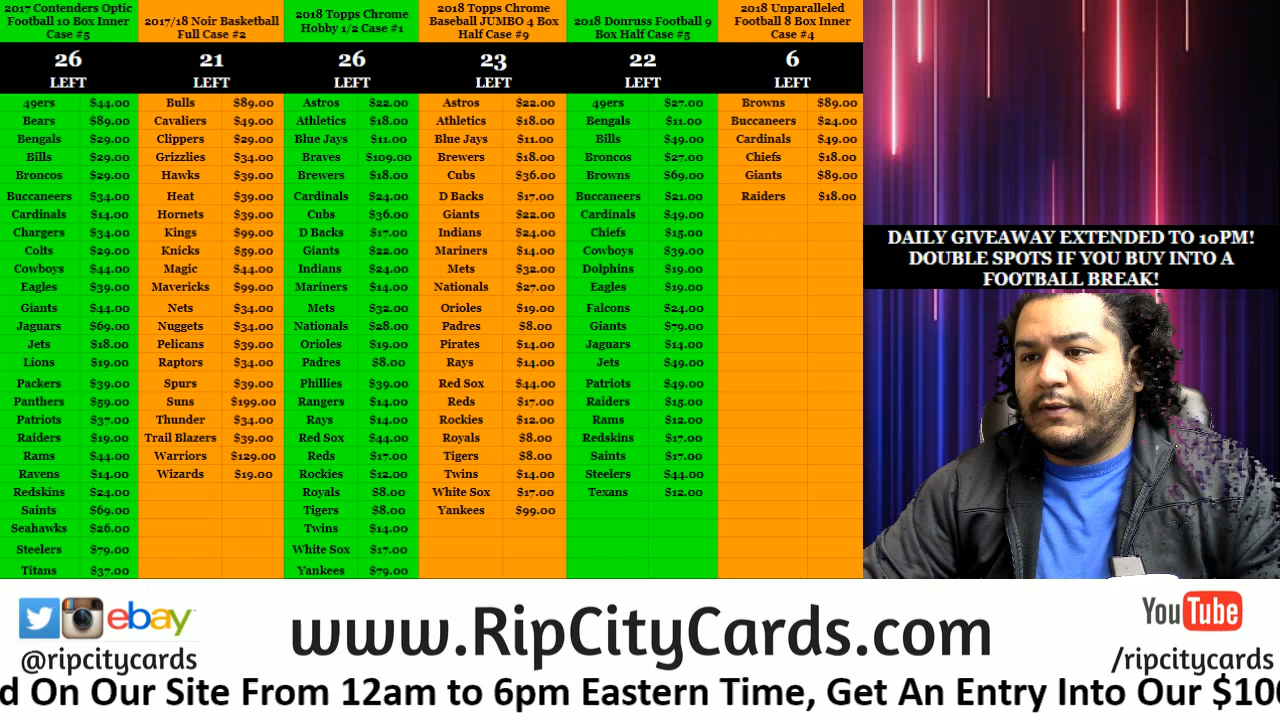 2017 Contenders Optic
Football 10 Box Inner
Case #5
26
LEFT
49ers $44.00
Bears $89.00
Bengals $29.00
Bills $29.00
Broncos $29.00
Buccaneers $34.00
Cardinals $14.00
Chargers $34.00
Colts $29.00
Cowboys $44.00
Eagles $39.00
Giants $44.00
Jaguars $69.00
Jets $18.00
Lions $19.00
Packers $39.00
Panthers $59.00
Patriots $37.00
Raiders $19.00
Rams $44.00
Ravens $14.00
Redskins $24.00
Saints $69.00
Seahawks $26.00
Steelers $79.00
Titans $37.00
2017/18 Noir Basketball
Full Case #2
21
LEFT
Bulls $89.00
Cavaliers $49.00
Clippers $29.00
Grizzlies $34.00
Hawks $39.00
Heat $39.00
Hornets $39.00
Kings $99.00
Knicks $59.00
Magic $44.00
Mavericks $99.00
Nets $34.00
Nuggets $34.00
Pelicans $39.00
Raptors $34.00
Spurs $39.00
Suns $199.00
Thunder $34.00
Trail Blazers $39.00
Warriors $129.00
Wizards $19.00
2018 Topps Chrome
Hobby 1/2 Case #1
26
LEFT
Astros $22.00
Athletics $18.00
Blue Jays $11.00
Braves $109.00
Brewers $18.00
Cardinals $24.00
Cubs $36.00
D Backs $17.00
Giants $22.00
Indians $24.00
Mariners $14.00
Mets $32.00
Nationals $28.00
Orioles $19.00
Padres $8.00
Phillies $39.00
Rangers $14.00
Rays $14.00
Red Sox $44.00
Reds $17.00
Rockies $12.00
Royals $8.00
Tigers $8.00
Twins $14.00
White Sox $17.00
Yankees $79.00
2018 Topps Chrome
Baseball JUMBO 4 Box
Half Case #9
23
LEFT
Astros $22.00
Athletics $18.00
Blue Jays $11.00
Brewers $18.00
Cubs $36.00
D Backs $17.00
Giants $22.00
Indians $24.00
Mariners $14.00
Mets $32.00
Nationals $27.00
Orioles $19.00
Padres $8.00
Pirates $14.00
Rays $14.00
Red Sox $44.00
Reds $17.00
Rockies $12.00
Royals $8.00
Tigers $8.00
Twins $14.00
White Sox $17.00
Yankees $99.00
2018 Donruss Football 9
Box Half Case #5
22
LEFT
49ers $27.00
Bengals $11.00
Bills $49.00
Broncos $27.00
Browns $69.00
Buccaneers $21.00
Cardinals $49.00
Chiefs $15.00
Cowboys $39.00
Dolphins $19.00
Eagles $19.00
Falcons $24.00
Giants $79.00
Jaguars $14.00
Jets $49.00
Patriots $49.00
Raiders $15.00
Rams $12.00
Redskins $17.00
Saints $17.00
Steelers $44.00
Texans $12.00
2018 Unparalleled
Football 8 Box Inner
Case #4
6
LEFT
Browns $89.00
Buccaneers $24.00
Cardinals $49.00
Chiefs $18.00
Giants $89.00
Raiders $18.00
DAILY GIVEAWAY EXTENDED TO 10PM!
DOUBLE SPOTS IF YOU BUY INTO A
FOOTBALL BREAK!
ebay
@ripcitycards
www.RipCityCards.com
YouTube
/ripcitycards
d On Our Site From 12am to 6pm Eastern Time, Get An Entry Into Our $10